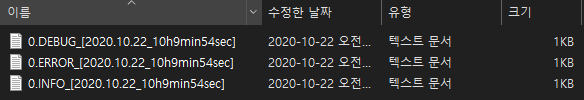 이름 수정한 날짜 유형 크기
0.DEBUG_[2020.10.22_10h9min54sec] 2020-10-22 오전... 텍스트 문서 1KB
0.ERROR_[2020.10.22_10h9min54sec] 2020-10-22 오전... 텍스트 문서 1KB
0.INFO_[2020.10.22_10h9min54sec] 2020-10-22 오전... 텍스트 문서 1KB